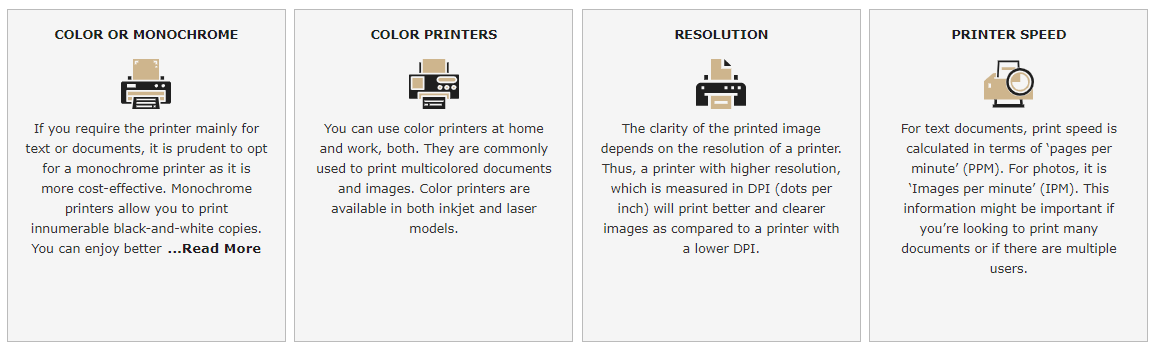 COLOR OR MONOCHROME
If you require the printer mainly for
text or documents, it is prudent to opt
for a monochrome printer as it is
more cost-effective. Monochrome
printers allow you to print
innumerable black-and-white copies.
You can enjoy better ...Read More
COLOR PRINTERS
You can use color printers at home
and work, both. They are commonly
used to print multicolored documents
and images. Color printers are
available in both inkjet and laser
models.
RESOLUTION
The clarity of the printed image
depends on the resolution of a printer.
Thus, a printer with higher resolution,
which is measured in DPI (dots per
inch) will print better and clearer
images as compared to a printer with
a lower DPI.
PRINTER SPEED
For text documents, print speed is
calculated in terms of ‘pages per
minute’ (PPM). For photos, it is
‘Images per minute’ (IPM). This
information might be important if
you’re looking to print many
documents or if there are multiple
users.